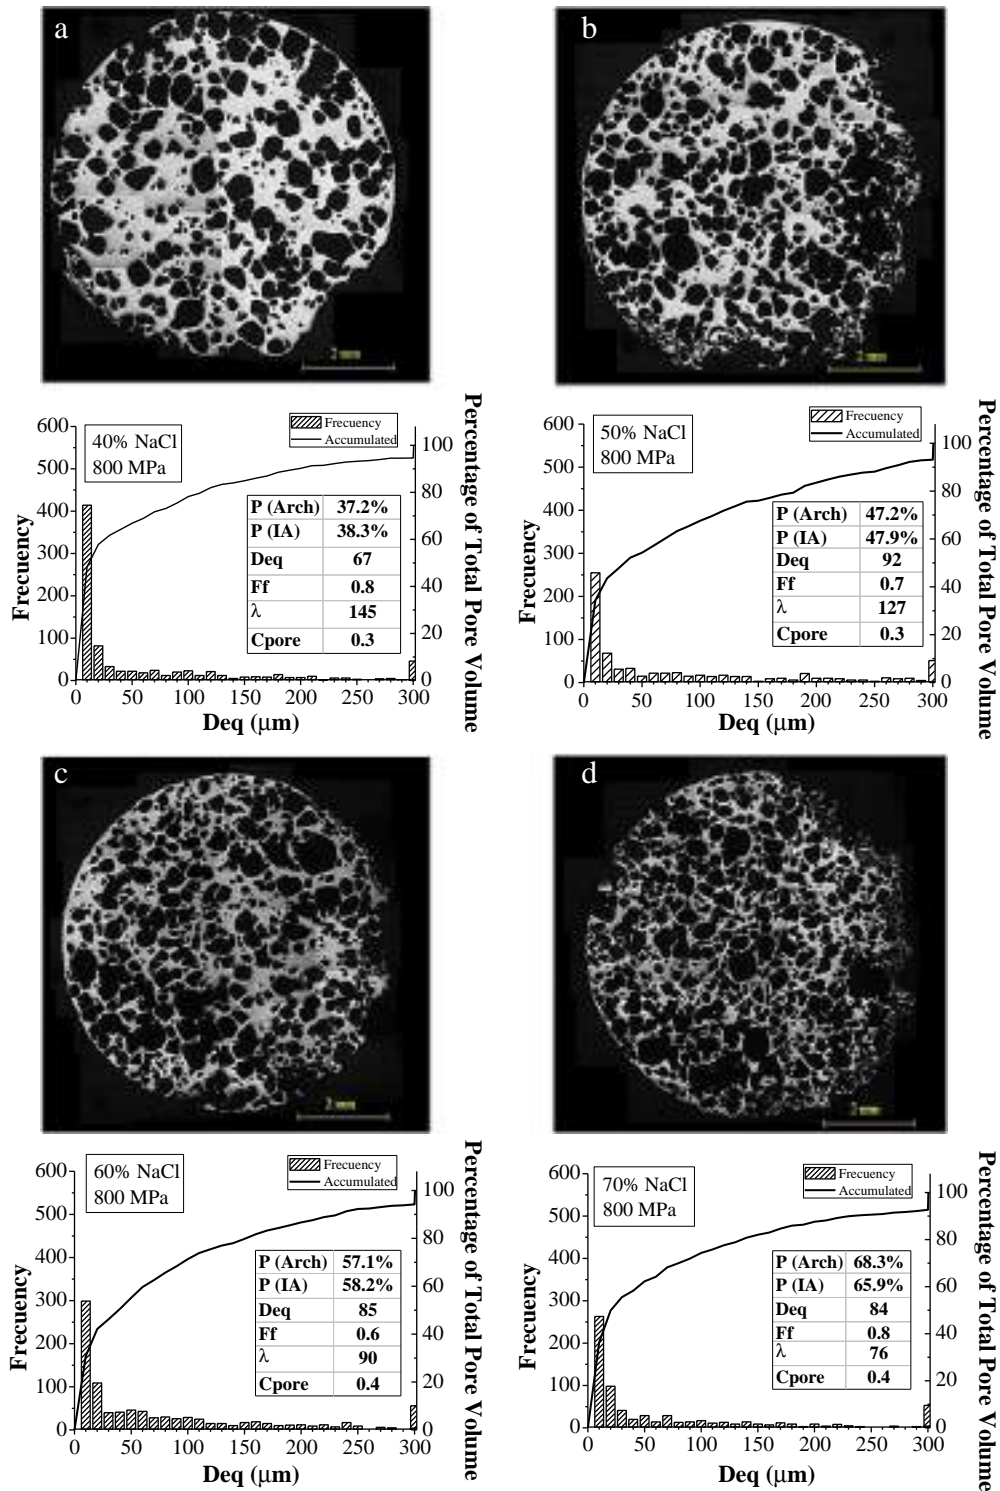 a
2 mm
b
2 mm
Frecuency
Accumulated
40% NaCl
800 MPa
P (Arch) 37.2%
P (IA) 38.3%
Deq 67
Ff 0.8
λ 145
Cpore 0.3
600
500
400
300
200
100
0
100
80
60
40
20
0
0 50 100 150 200 250 300
Frecuency
Percentage of Total Pore Volume
Deq (μm)
Frecuency
Accumulated
50% NaCl
800 MPa
P (Arch) 47.2%
P (IA) 47.9%
Deq 92
Ff 0.7
λ 127
Cpore 0.3
600
500
400
300
200
100
0
100
80
60
40
20
0
0 50 100 150 200 250 300
Frecuency
Percentage of Total Pore Volume
Deq (μm)
c
2 mm
d
2 mm
Frecuency
Accumulated
60% NaCl
800 MPa
P (Arch) 57.1%
P (IA) 58.2%
Deq 85
Ff 0.6
λ 90
Cpore 0.4
600
500
400
300
200
100
0
100
80
60
40
20
0
0 50 100 150 200 250 300
Frecuency
Percentage of Total Pore Volume
Deq (μm)
Frecuency
Accumulated
70% NaCl
800 MPa
P (Arch) 68.3%
P (IA) 65.9%
Deq 84
Ff 0.8
λ 76
Cpore 0.4
600
500
400
300
200
100
0
100
80
60
40
20
0
0 50 100 150 200 250 300
Frecuency
Percentage of Total Pore Volume
Deq (μm)